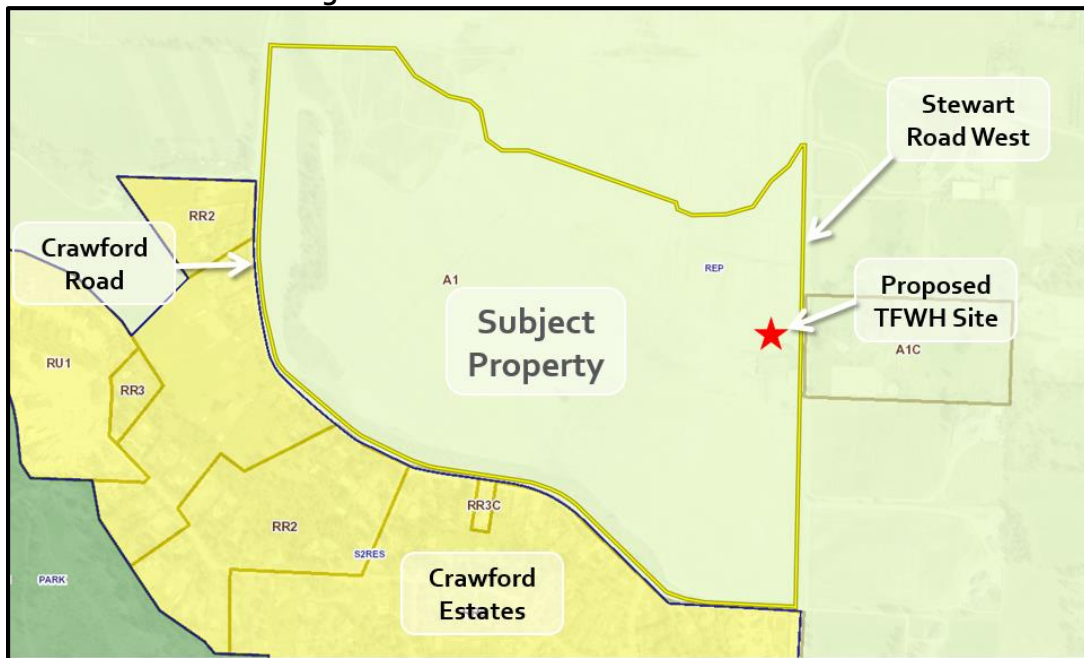 g
Stewart
Road West
RR2
Crawford
Road
A1
REP
Proposed
TFWH Site
Subject
Property
A1C
RU1
RR3
RR3C
RR2
S2RES
PARK
Crawford
Estates